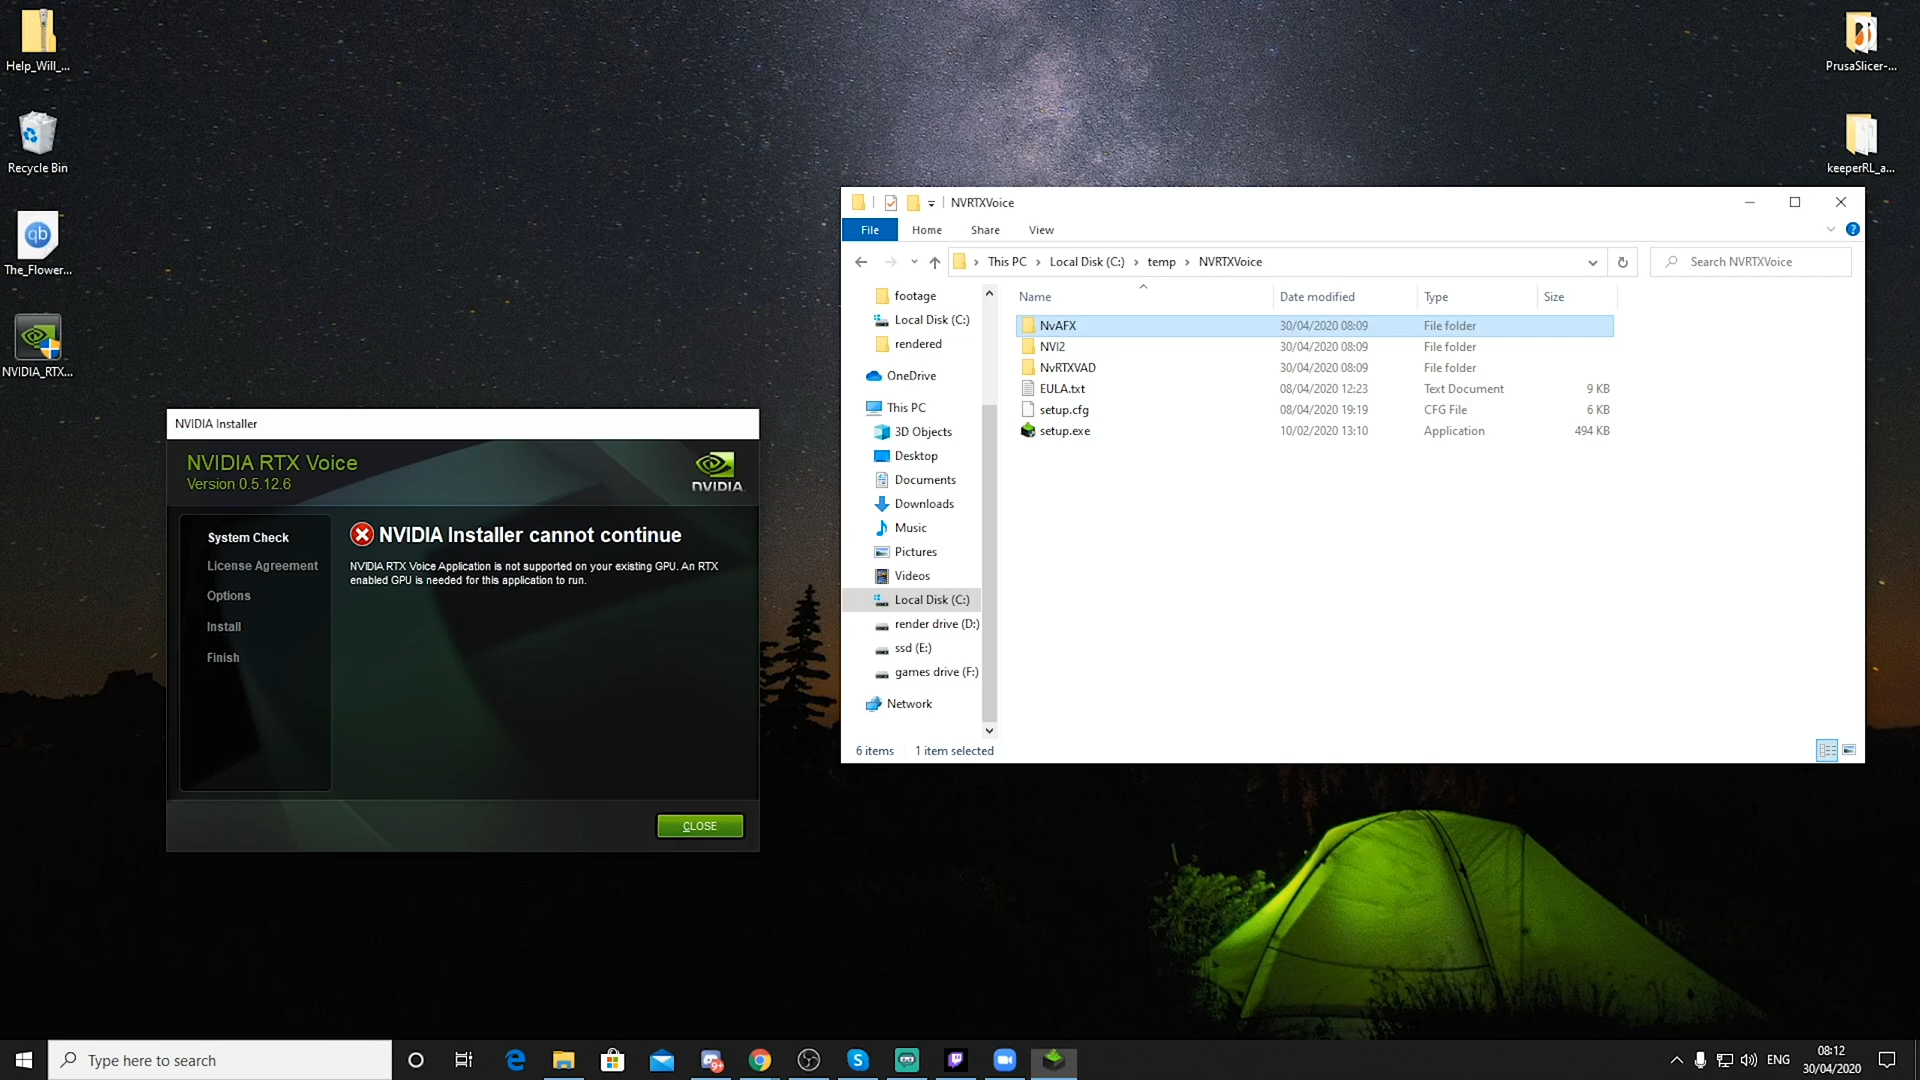 Help_Will_...
Recycle Bin
The_Flower...
NVIDIA_RTX...
PrusaSlicer-...
keeperRL_a...
NVIDIA Installer
NVIDIA RTX Voice
Version 0.5.12.6
NVIDIA.
System Check
License Agreement
Options
Install
Finish
NVIDIA Installer cannot continue
NVIDIA RTX Voice Application is not supported on your existing GPU. An RTX
enabled GPU is needed for this application to run.
CLOSE
NVRTXVoice
File Home Share View
This PC › Local Disk (C:) › temp › NVRTXVoice
Search NVRTXVoice
footage
Local Disk (C:)
rendered
OneDrive
This PC
3D Objects
Desktop
Documents
Downloads
Music
Pictures
Videos
Local Disk (C:)
render drive (D:)
ssd (E:)
games drive (F:)
Network
Name Date modified Type Size
NvAFX 30/04/2020 08:09 File folder
NVI2 30/04/2020 08:09 File folder
NvRTXVAD 30/04/2020 08:09 File folder
EULA.txt 08/04/2020 12:23 Text Document 9 KB
setup.cfg 08/04/2020 19:19 CFG File 6 KB
setup.exe 10/02/2020 13:10 Application 494 KB
6 items 1 item selected
Type here to search
9+
ENG
08:12
30/04/2020